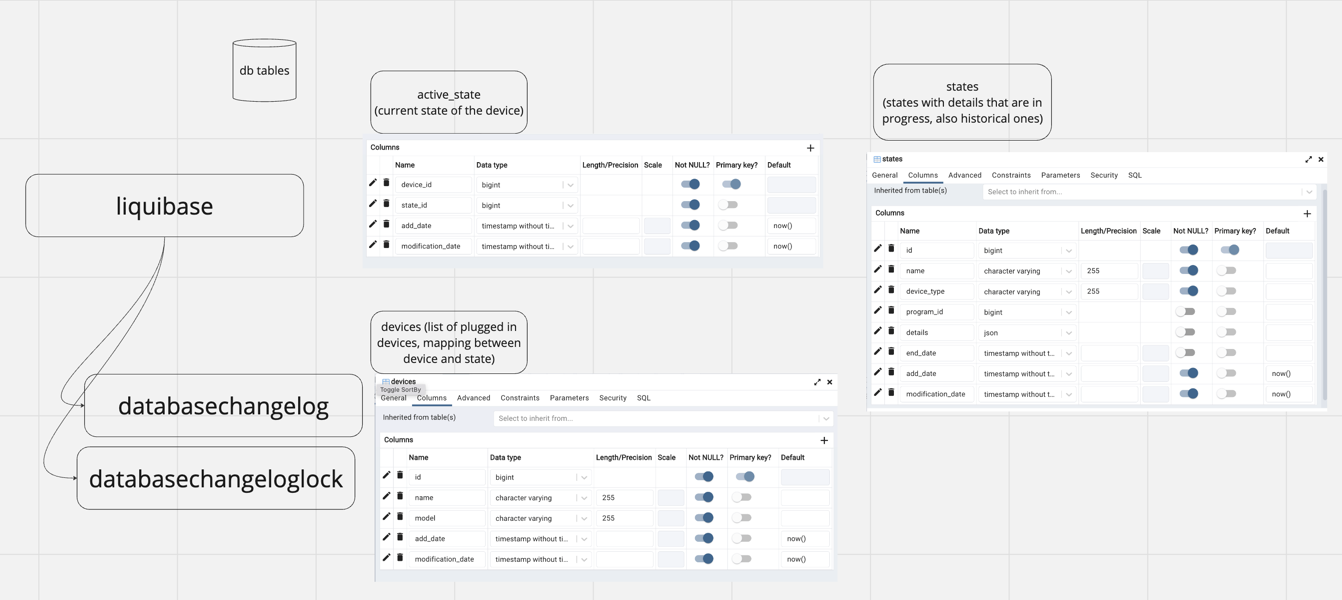 db tables
liquibase
databasechangelog
databasechangeloglock
active_state
(current state of the device)
Columns
Name Data type Length/Precision Scale Not NULL? Primary key? Default
device_id bigint
state_id bigint
add_date timestamp without ti... now()
modification_date timestamp without ti... now()
devices (list of plugged in
devices, mapping between
device and state)
devices
Toggle SortBy
General Columns Advanced Constraints Parameters Security SQL
Inherited from table(s) Select to inherit from...
Columns
Name Data type Length/Precision Scale Not NULL? Primary key? Default
id bigint
name character varying 255
model character varying 255
add_date timestamp without ti... now()
modification_date timestamp without ti... now()
states
(states with details that are in
progress, also historical ones)
states
General Columns Advanced Constraints Parameters Security SQL
Inherited from table(s) Select to inherit from...
Columns
Name Data type Length/Precision Scale Not NULL? Primary key? Default
id bigint
name character varying 255
device_type character varying 255
program_id bigint
details json
end_date timestamp without t...
add_date timestamp without t... now()
modification_date timestamp without t... now()